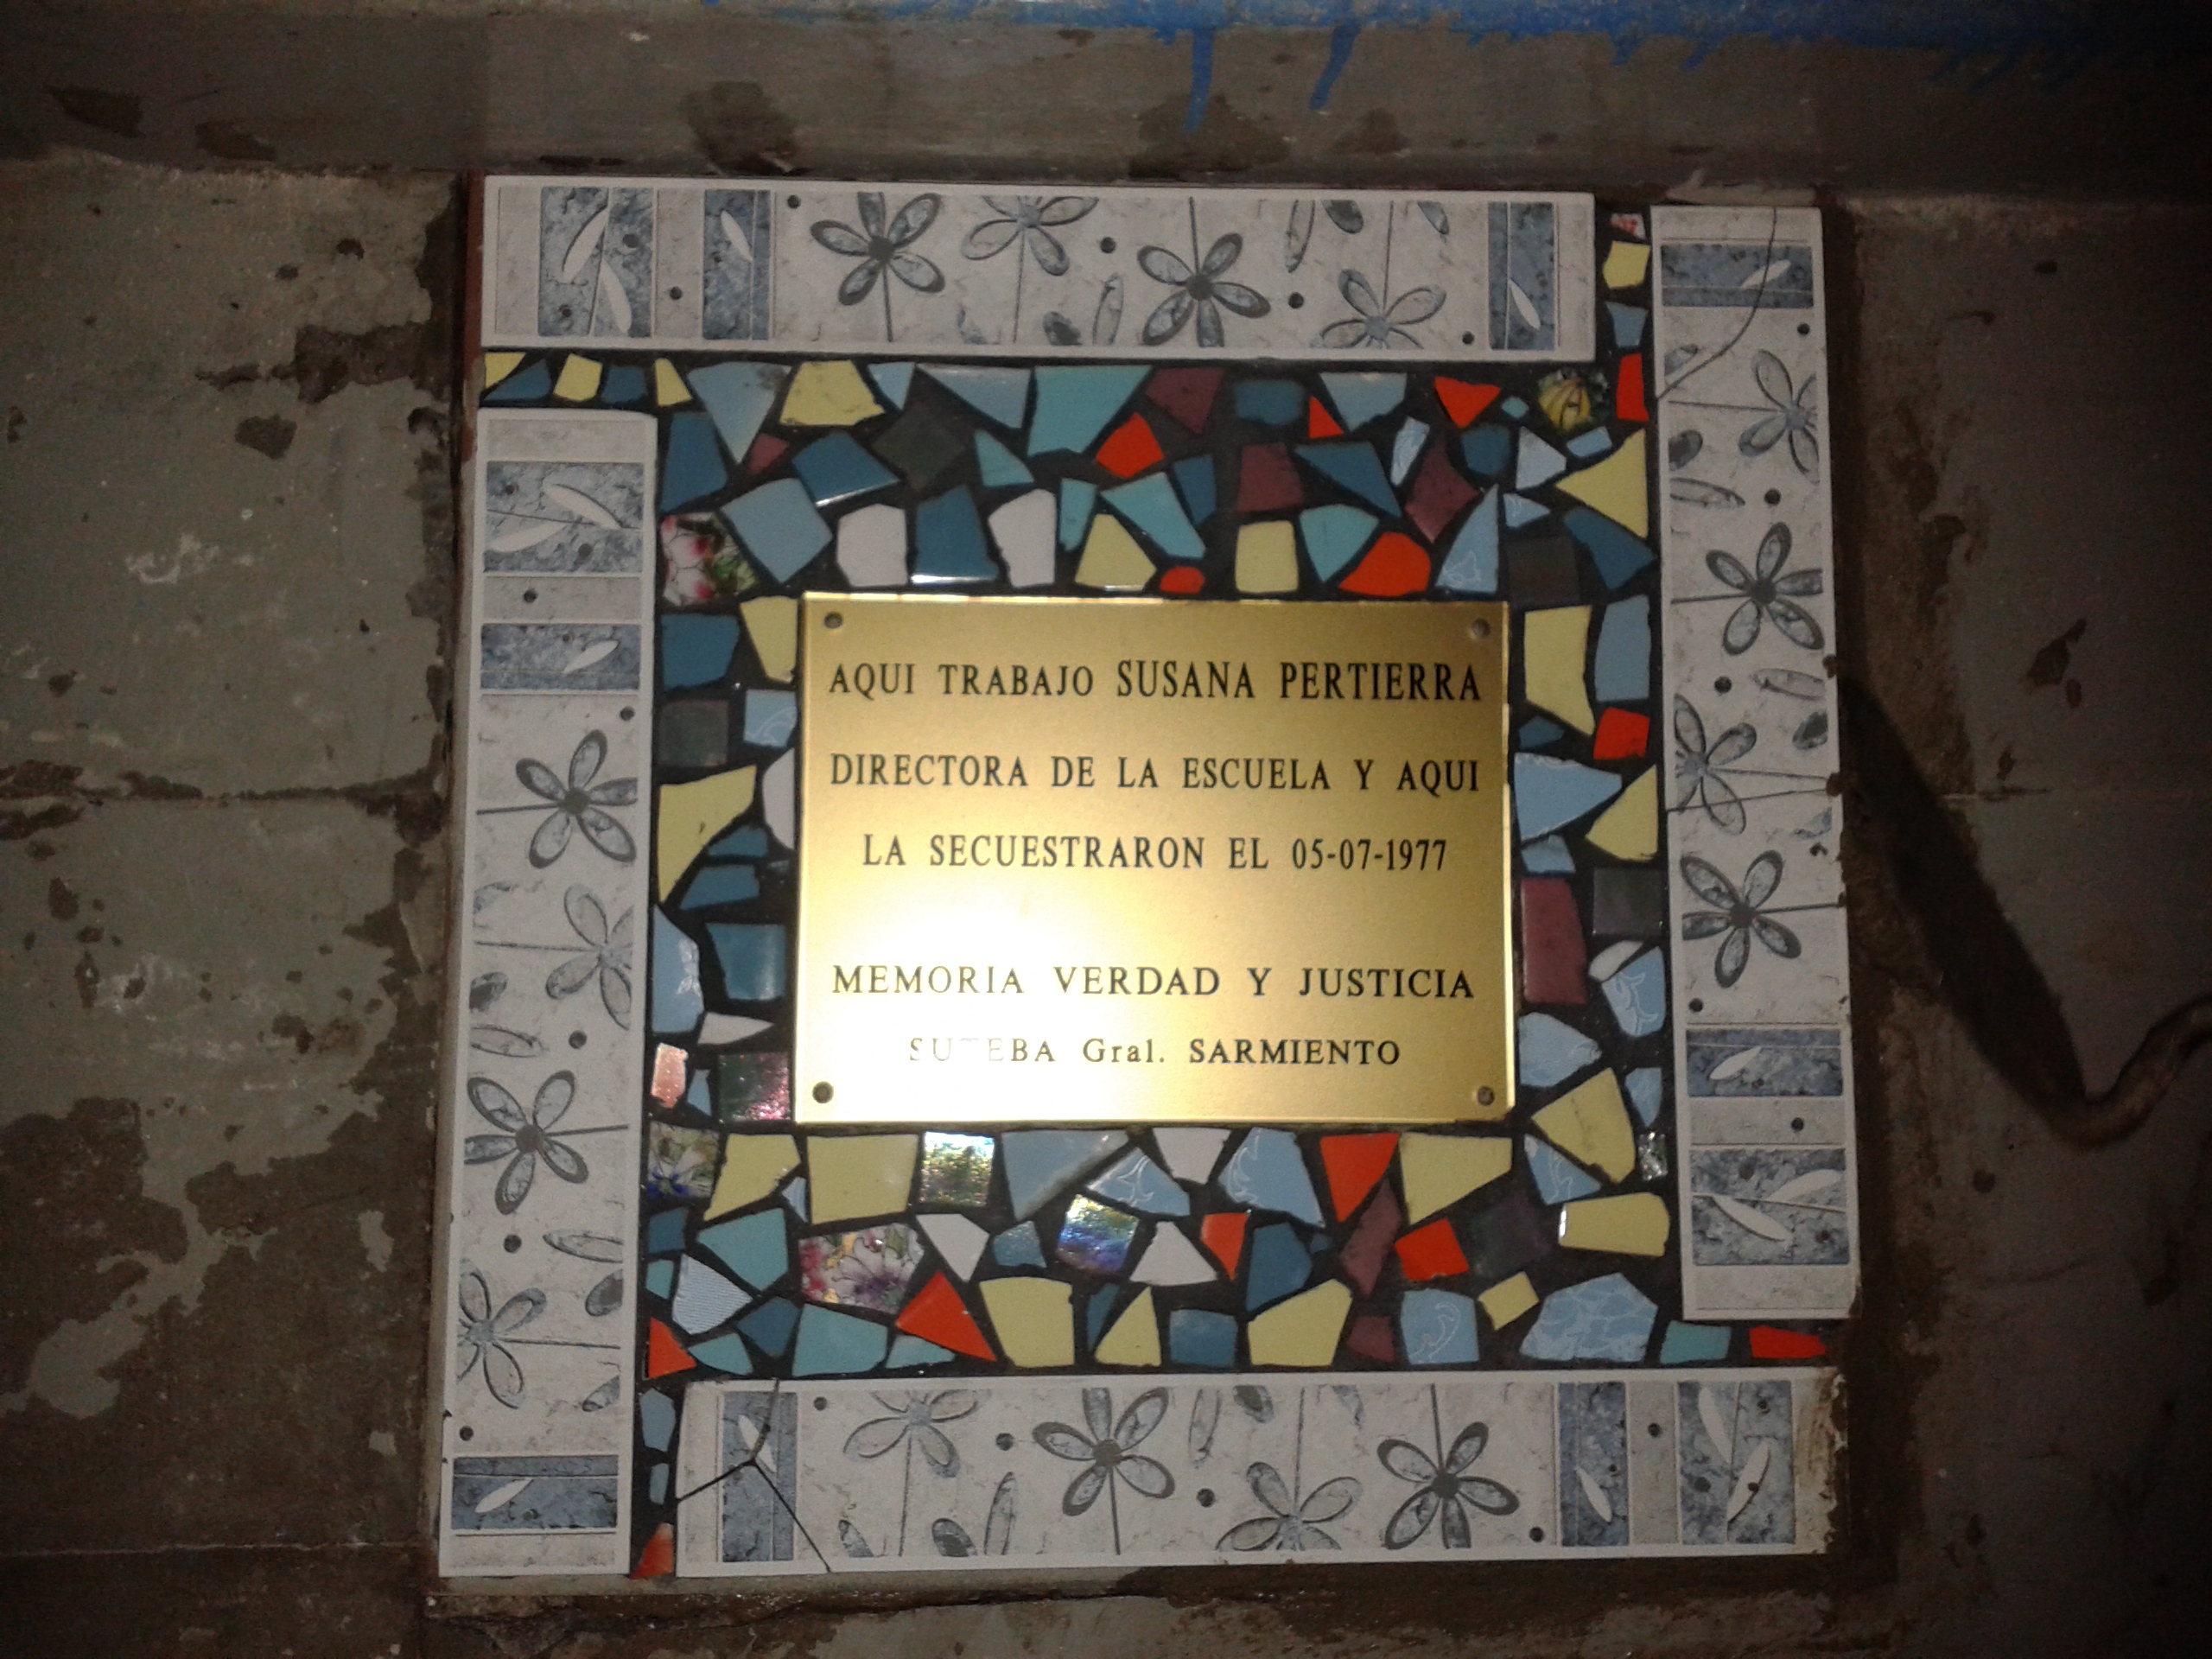 AQUI TRABAJO SUSANA PERTIERRA
DIRECTORA DE LA ESCUELA Y AQUI
LA SECUESTRARON EL 05-07-1977
MEMORIA VERDAD Y JUSTICIA
SUTEBA Gral. SARMIENTO